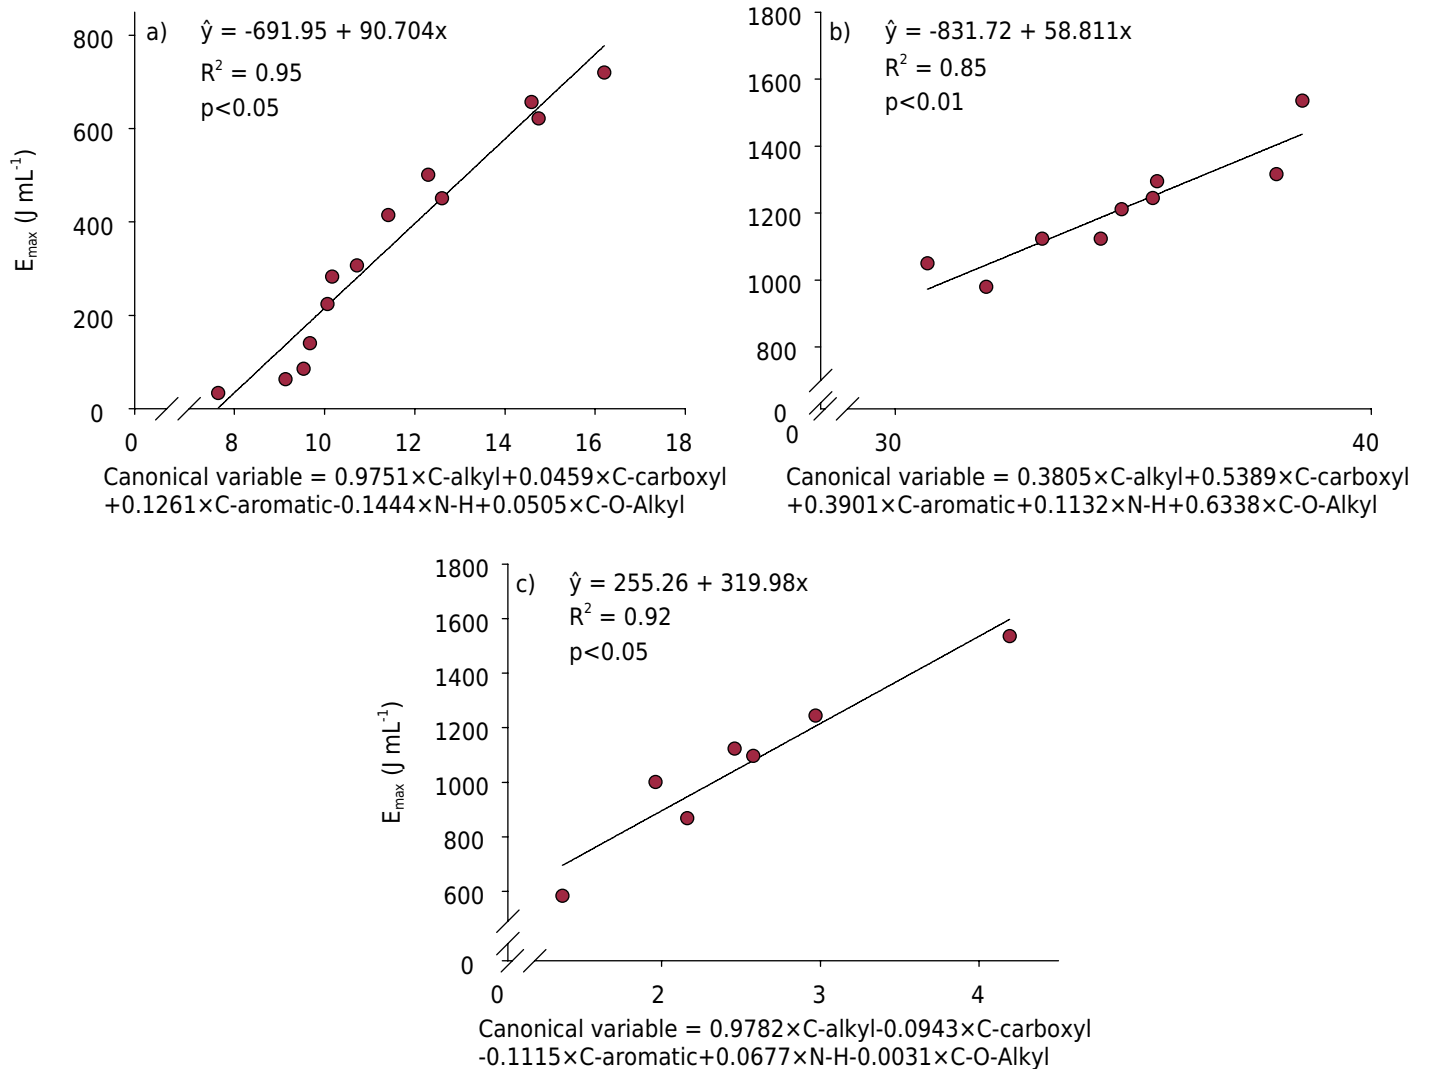 a)
ŷ = -691.95 + 90.704x
R² = 0.95
p<0.05
E_max (J mL⁻¹)
800
600
400
200
0
0 8 10 12 14 16 18
Canonical variable = 0.9751×C-alkyl+0.0459×C-carboxyl
+0.1261×C-aromatic-0.1444×N-H+0.0505×C-O-Alkyl
b)
ŷ = -831.72 + 58.811x
R² = 0.85
p<0.01
1800
1600
1400
1200
1000
800
0
0 30 40
Canonical variable = 0.3805×C-alkyl+0.5389×C-carboxyl
+0.3901×C-aromatic+0.1132×N-H+0.6338×C-O-Alkyl
c)
ŷ = 255.26 + 319.98x
R² = 0.92
p<0.05
E_max (J mL⁻¹)
1800
1600
1400
1200
1000
800
600
0
0 2 3 4
Canonical variable = 0.9782×C-alkyl-0.0943×C-carboxyl
-0.1115×C-aromatic+0.0677×N-H-0.0031×C-O-Alkyl